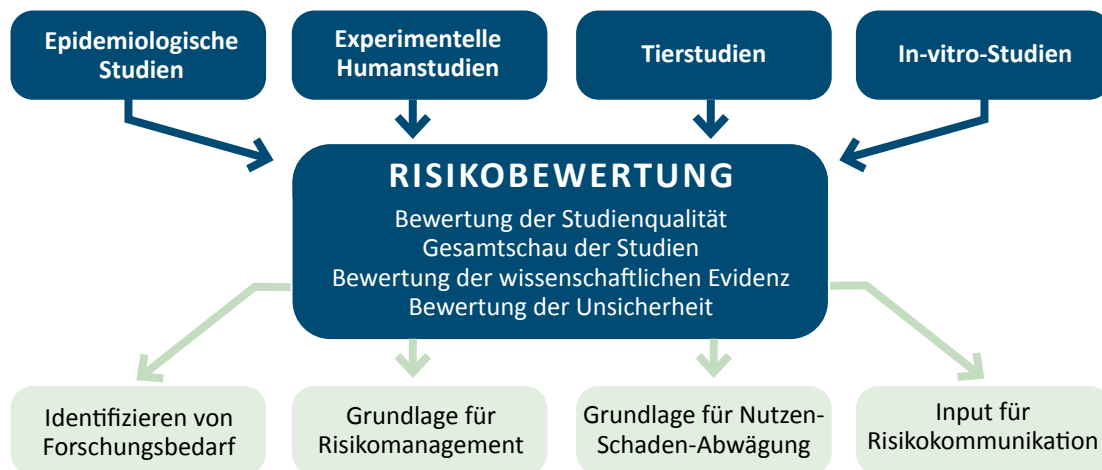 Epidemiologische
Studien
Experimentelle
Humanstudien
Tierstudien
In-vitro-Studien
RISIKOBEWERTUNG
Bewertung der Studienqualität
Gesamtschau der Studien
Bewertung der wissenschaftlichen Evidenz
Bewertung der Unsicherheit
Identifizieren von
Forschungsbedarf
Grundlage für
Risikomanagement
Grundlage für Nutzen-
Schaden-Abwägung
Input für
Risikokommunikation